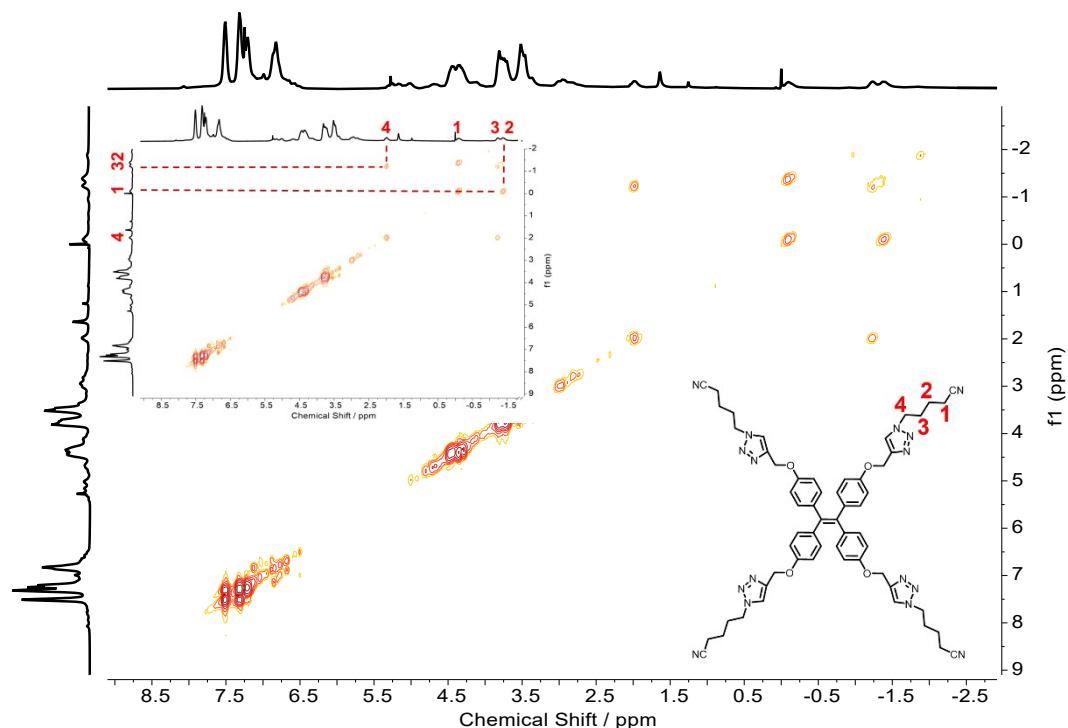 4 1 3 2
32
1
4
-2
-1
0
1
2
3
4
5
6
7
8
9
f1 (ppm)
8.5 7.5 6.5 5.5 4.5 3.5 2.5 1.5 0.5 -0.5 -1.5
Chemical Shift / ppm
-2
-1
0
1
2
3
4
5
6
7
8
9
f1 (ppm)
NC
N
N=N
O
2 CN
4
1
3
N
N
N
O
O
N=N
N
NC
O
N
N
N
CN
8.5 7.5 6.5 5.5 4.5 3.5 2.5 1.5 0.5 -0.5 -1.5 -2.5
Chemical Shift / ppm